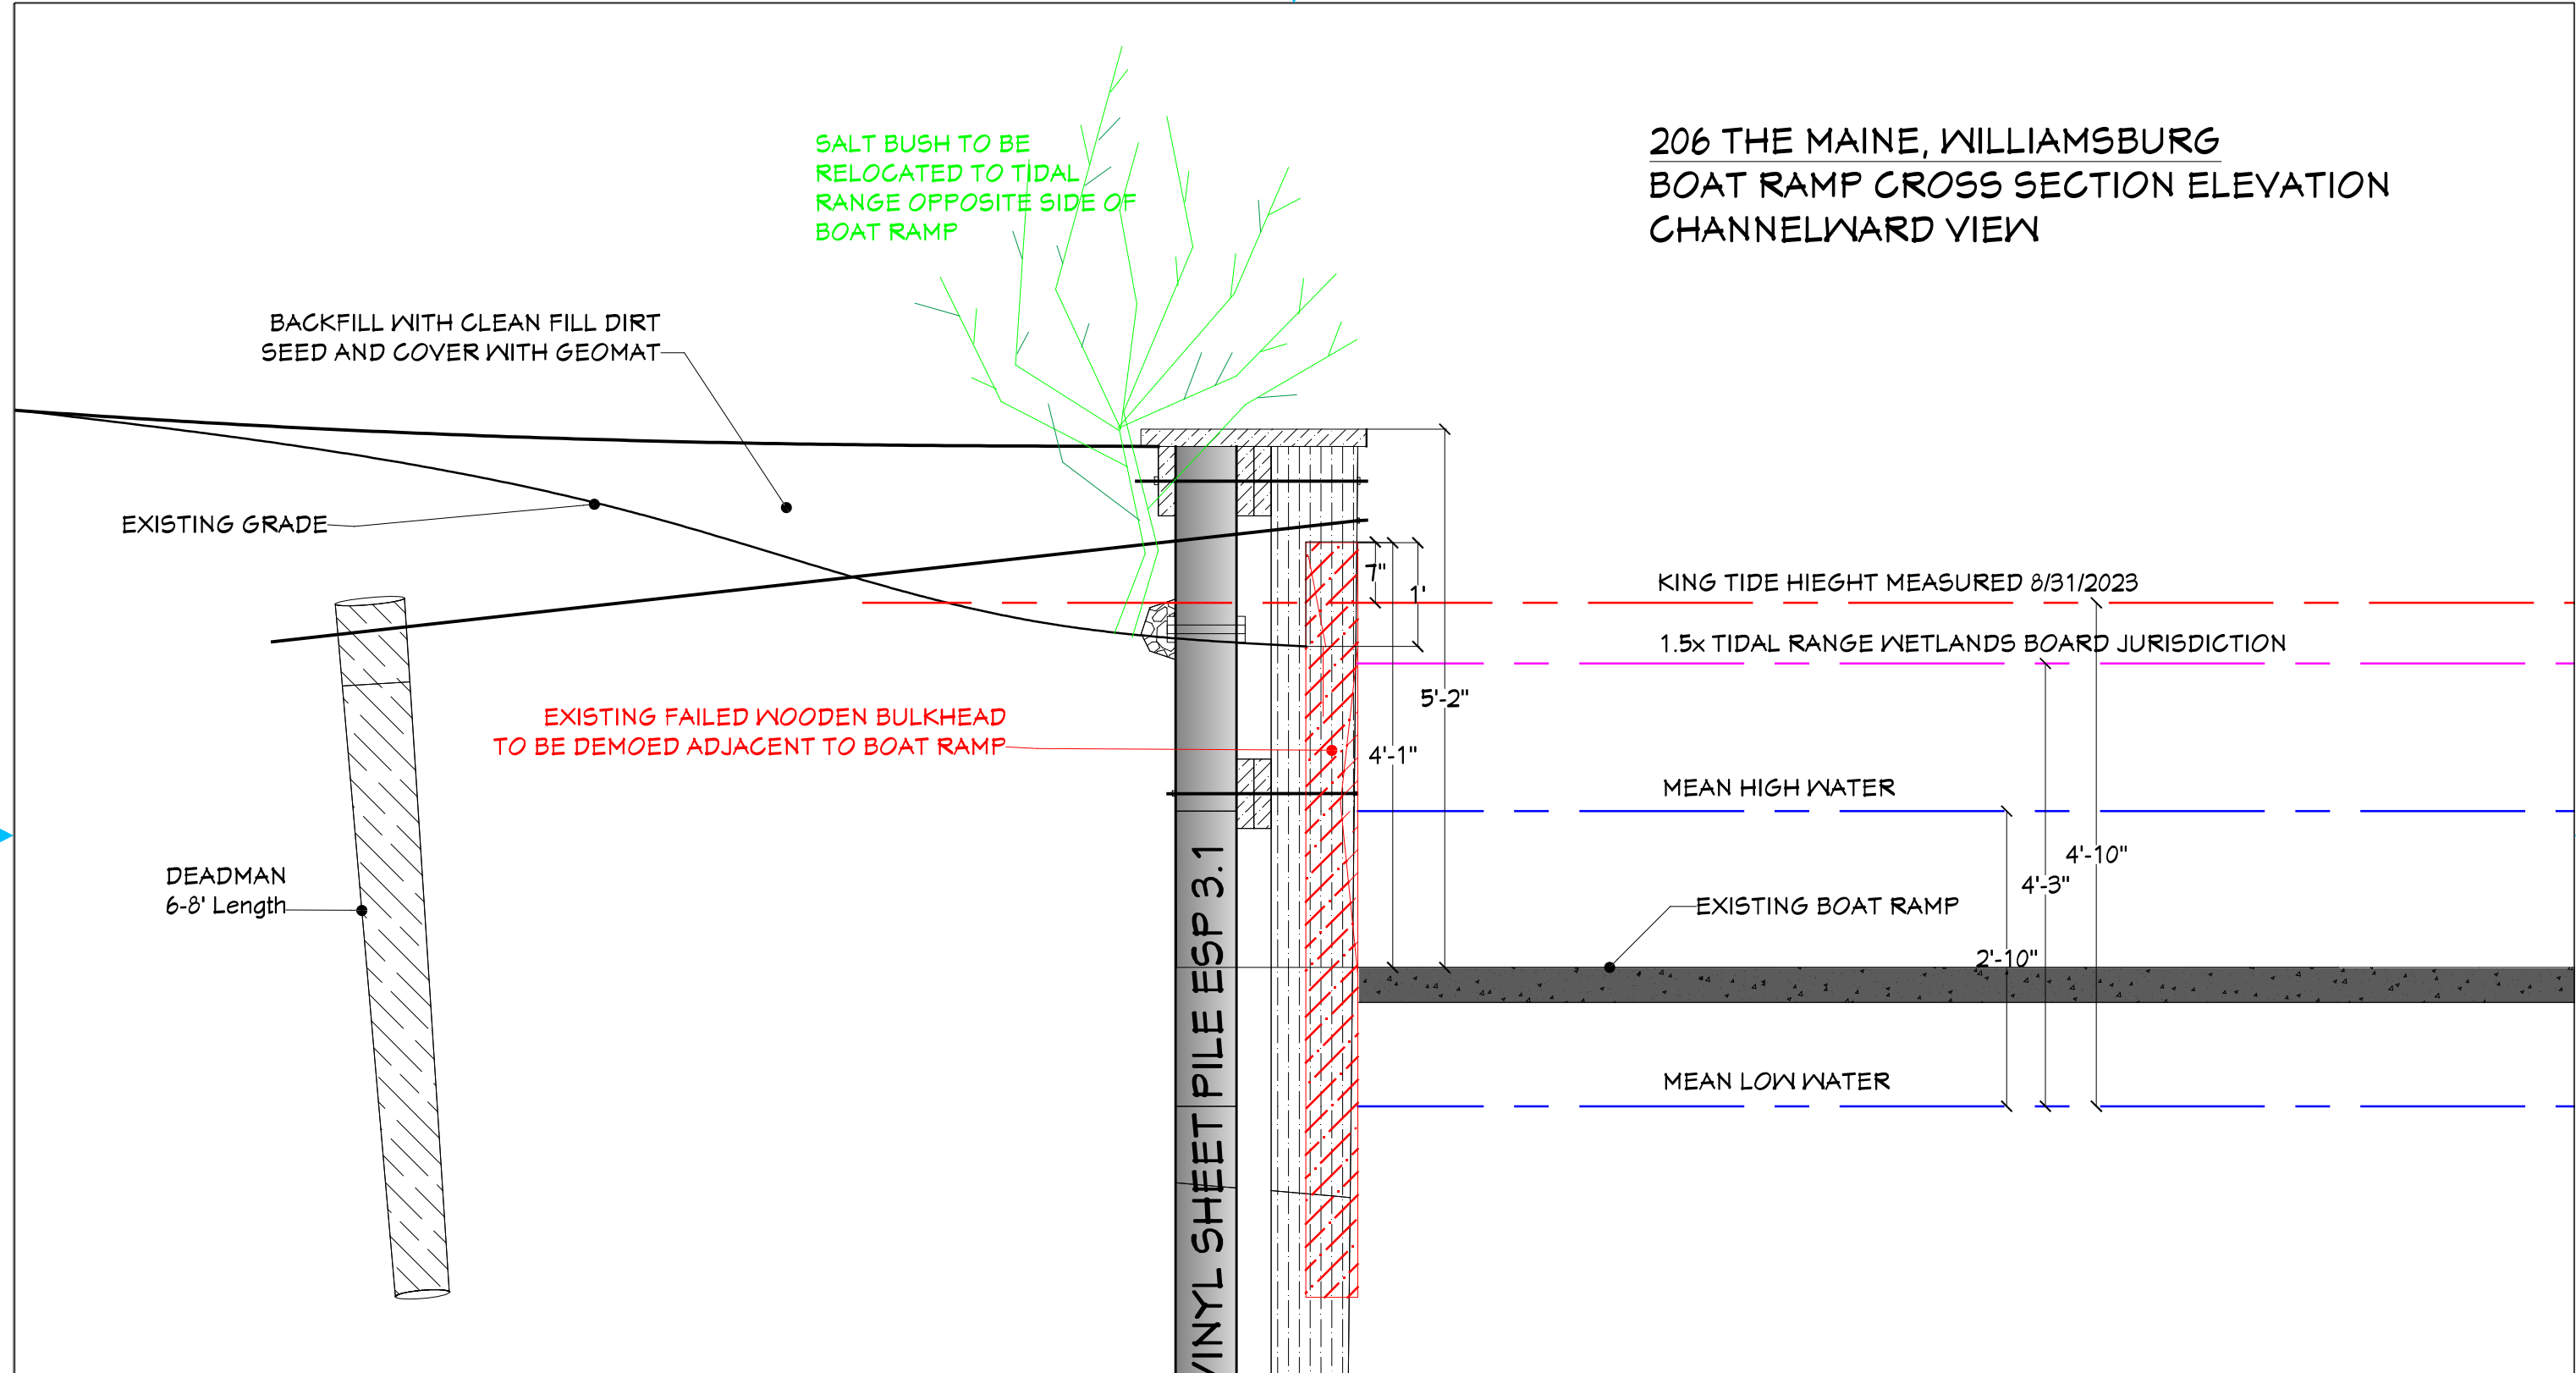 206 THE MAINE, WILLIAMSBURG
BOAT RAMP CROSS SECTION ELEVATION
CHANNELWARD VIEW
SALT BUSH TO BE
RELOCATED TO TIDAL
RANGE OPPOSITE SIDE OF
BOAT RAMP
BACKFILL WITH CLEAN FILL DIRT
SEED AND COVER WITH GEOMAT
EXISTING GRADE
7"
1'
KING TIDE HIEGHT MEASURED 8/31/2023
1.5x TIDAL RANGE WETLANDS BOARD JURISDICTION
5'-2"
EXISTING FAILED WOODEN BULKHEAD
TO BE DEMOED ADJACENT TO BOAT RAMP
4'-1"
MEAN HIGH WATER
4'-10"
4'-3"
DEADMAN
6-8' Length
EXISTING BOAT RAMP
2'-10"
MEAN LOW WATER
VINYL SHEET PILE ESP 3.1